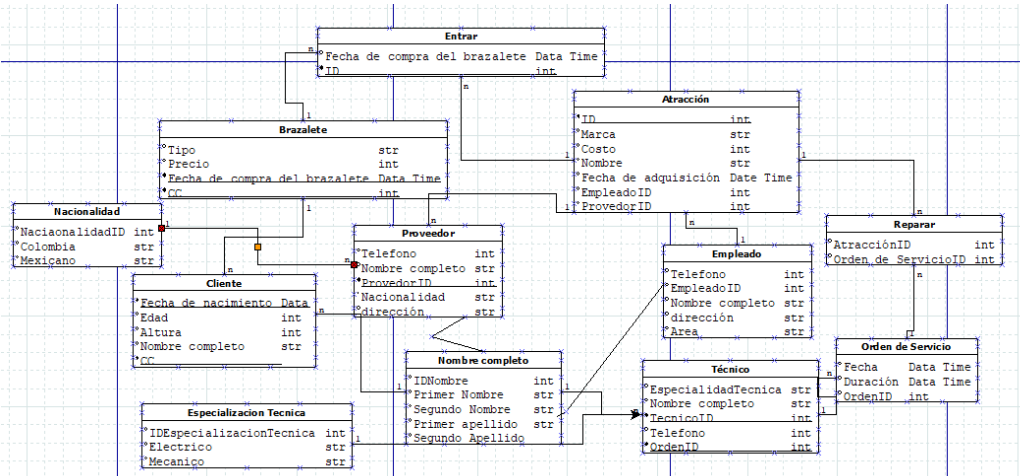 Entrar
Fecha de compra del brazalete Data Time
ID int
n
n
1
Brazalete
Tipo str
Precio int
Fecha de compra del brazalete Data Time
CC int
1
Atracción
ID int
Marca str
Costo int
Nombre str
Fecha de adquisición Date Time
EmpleadoID int
ProvedorID int
1
1
1
n
n
1
n
Nacionalidad
NacionalidadID int
Colombia str
Mexicano str
1
n
Proveedor
Telefono int
Nombre completo str
ProvedorID int
Nacionalidad str
dirección str
n
Reparar
AtracciónID int
Orden de ServicioID int
n
1
Empleado
Telefono int
EmpleadoID int
Nombre completo str
dirección str
Area str
Cliente
Fecha de nacimiento Data
Edad int
Altura int
Nombre completo str
CC
n
n
Orden de Servicio
Fecha Data Time
Duración Data Time
OrdenID int
n
1
Nombre completo
IDNombre int
Primer Nombre str
Segundo Nombre str
Primer apellido str
Segundo Apellido
1
1
Técnico
EspecialidadTecnica str
Nombre completo str
TecnicoID int
Telefono int
OrdenID int
Especializacion Tecnica
IDEspecializacionTecnica int
Electrico str
Mecanico str
1